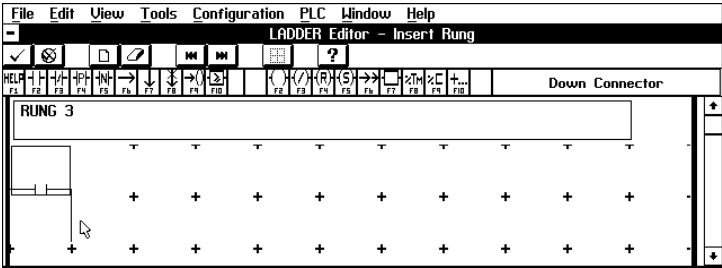 File Edit View Tools Configuration PLC Window Help
LADDER Editor - Insert Rung
?
HELP P N ( ) (/) (R) (S) %TM %C +...
F1 F2 F3 F4 F5 F6 F7 F8 F9 F10 F2 F3 F4 F5 F6 F7 F8 F9 F10
Down Connector
RUNG 3